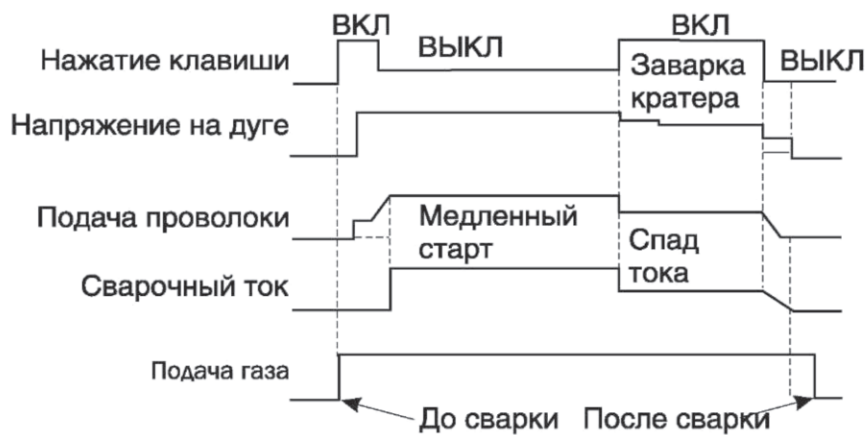 ВКЛ
ВЫКЛ
ВКЛ
ВЫКЛ
Нажатие клавиши
Заварка
кратера
Напряжение на дуге
Подача проволоки
Медленный
старт
Спад
тока
Сварочный ток
Подача газа
До сварки
После сварки